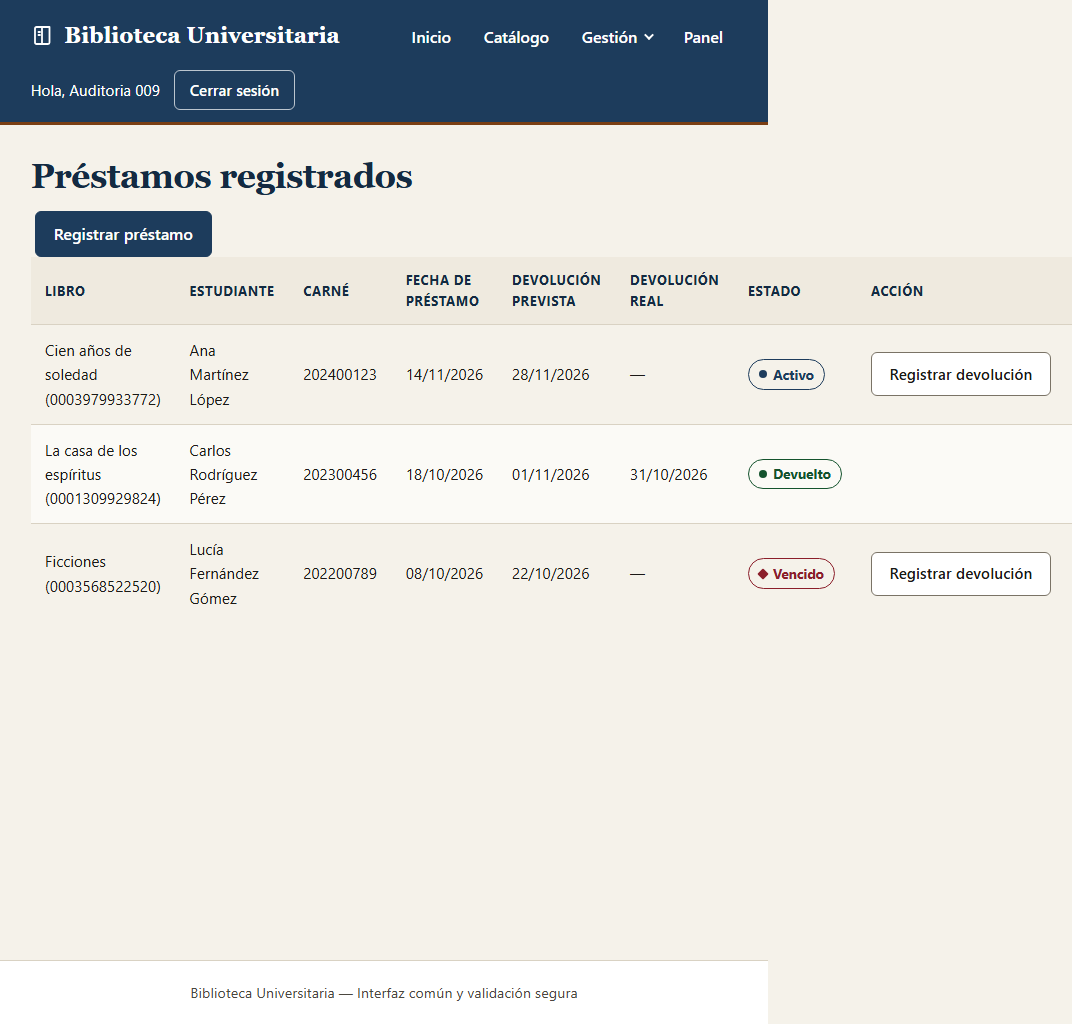 Biblioteca Universitaria
Inicio
Catálogo
Gestión
Panel
Hola, Auditoria 009
Cerrar sesión
Préstamos registrados
Registrar préstamo
LIBRO
ESTUDIANTE
CARNÉ
FECHA DE
PRÉSTAMO
DEVOLUCIÓN
PREVISTA
DEVOLUCIÓN
REAL
ESTADO
ACCIÓN
Cien años de
soledad
(0003979933772)
Ana
Martínez
López
202400123
14/11/2026
28/11/2026
—
Activo
Registrar devolución
La casa de los
espíritus
(0001309929824)
Carlos
Rodríguez
Pérez
202300456
18/10/2026
01/11/2026
31/10/2026
Devuelto
Ficciones
(0003568522520)
Lucía
Fernández
Gómez
202200789
08/10/2026
22/10/2026
—
Vencido
Registrar devolución
Biblioteca Universitaria — Interfaz común y validación segura